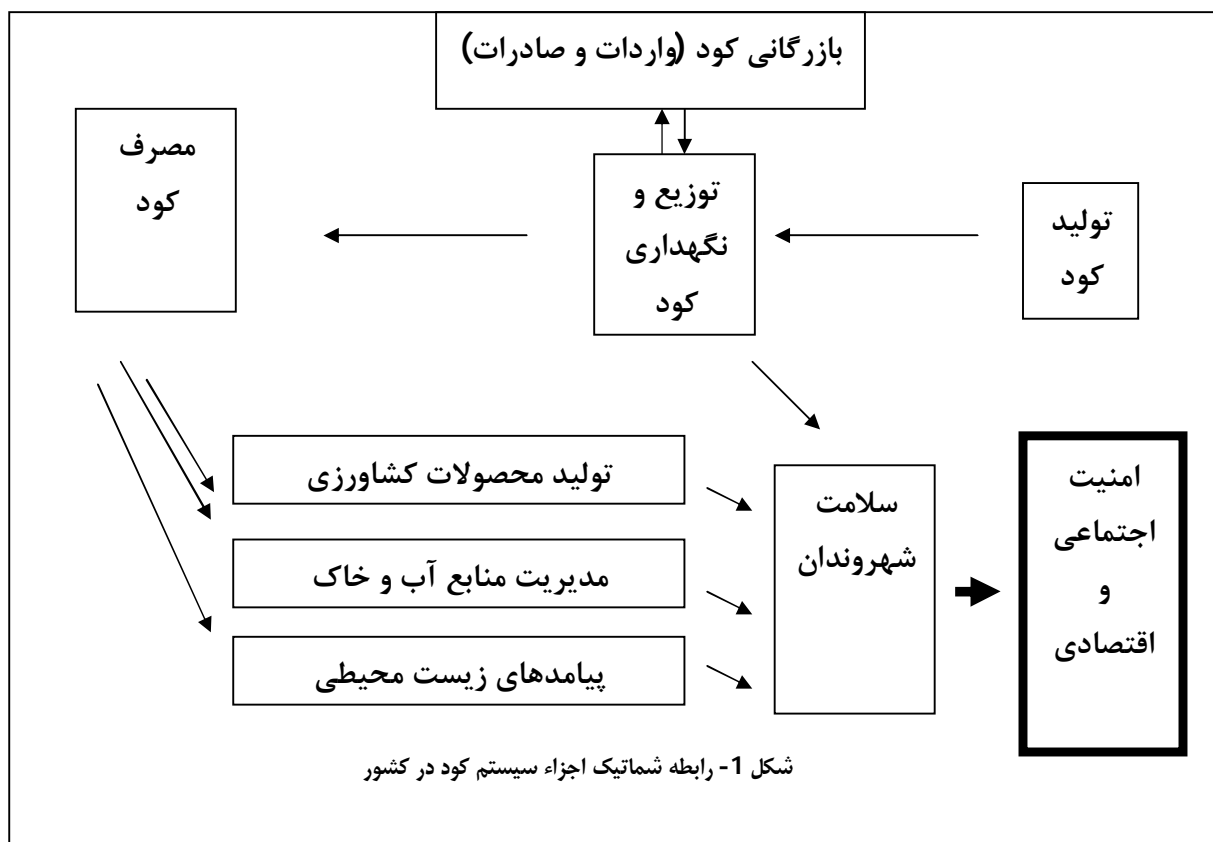 بازرگانی کود (واردات و صادرات)
تولید
کود
توزیع و
نگهداری
کود
مصرف
کود
تولید محصولات کشاورزی
مدیریت منابع آب و خاک
پیامدهای زیست محیطی
سلامت
شهروندان
امنیت
اجتماعی
و
اقتصادی
شکل 1- رابطه شماتیک اجزاء سیستم کود در کشور